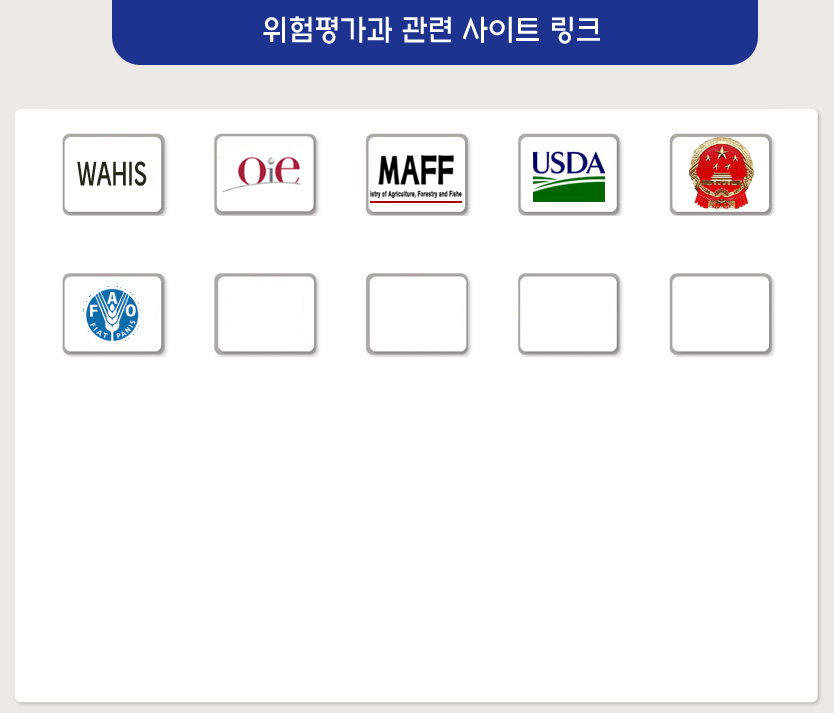 위험평가과 관련 사이트 링크
WAHIS
OiE
MAFF
istry of Agriculture, Forestry and Fishe
USDA
F A O
FIAT PANIS